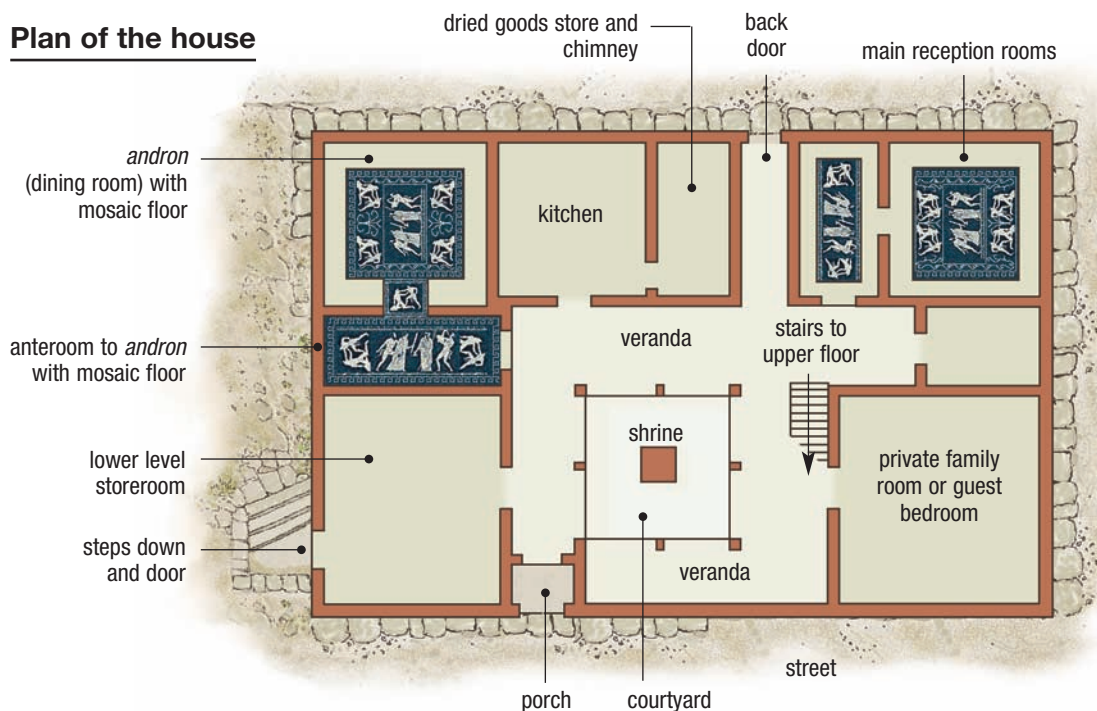 Plan of the house
dried goods store and
chimney
back
door
main reception rooms
andron
(dining room) with
mosaic floor
kitchen
anteroom to andron
with mosaic floor
veranda
stairs to
upper floor
lower level
storeroom
shrine
private family
room or guest
bedroom
steps down
and door
veranda
street
porch
courtyard